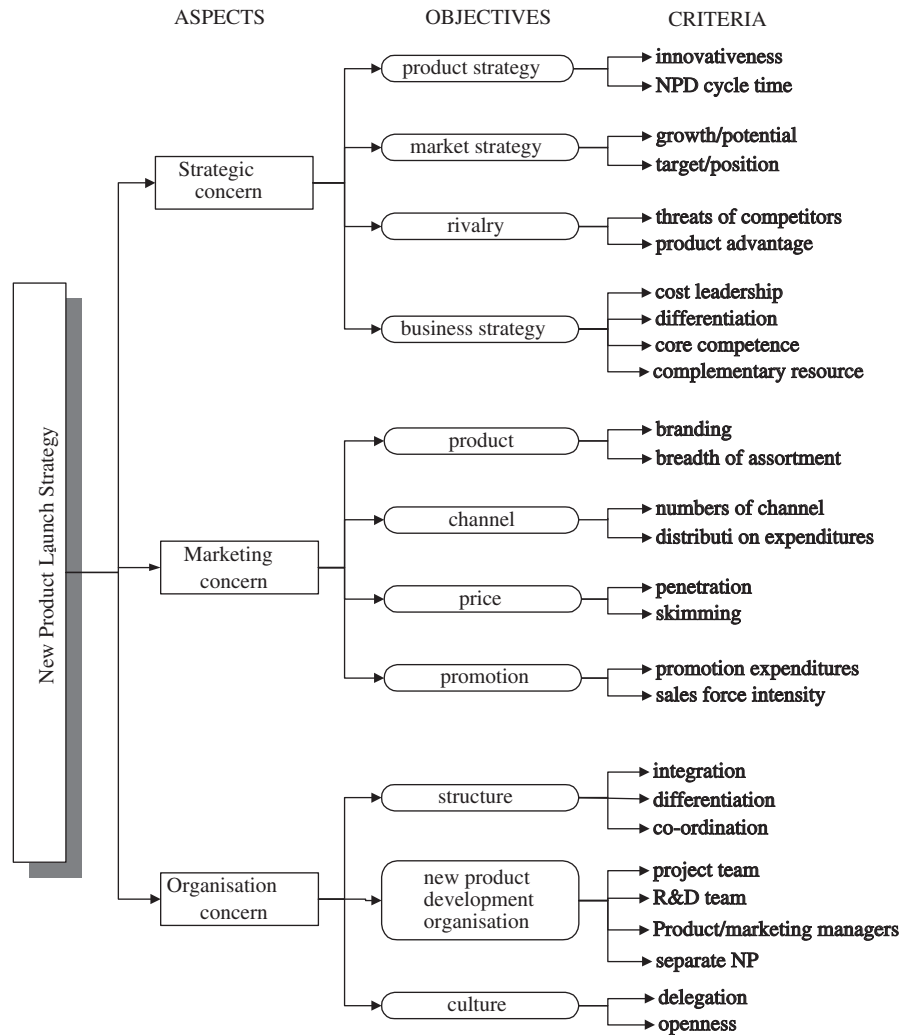 ASPECTS
OBJECTIVES
CRITERIA
New Product Launch Strategy
Strategic
concern
product strategy
innovativeness
NPD cycle time
market strategy
growth/potential
target/position
rivalry
threats of competitors
product advantage
business strategy
cost leadership
differentiation
core competence
complementary resource
Marketing
concern
product
branding
breadth of assortment
channel
numbers of channel
distributi on expenditures
price
penetration
skimming
promotion
promotion expenditures
sales force intensity
Organisation
concern
structure
integration
differentiation
co-ordination
new product
development
organisation
project team
R&D team
Product/marketing managers
separate NP
culture
delegation
openness